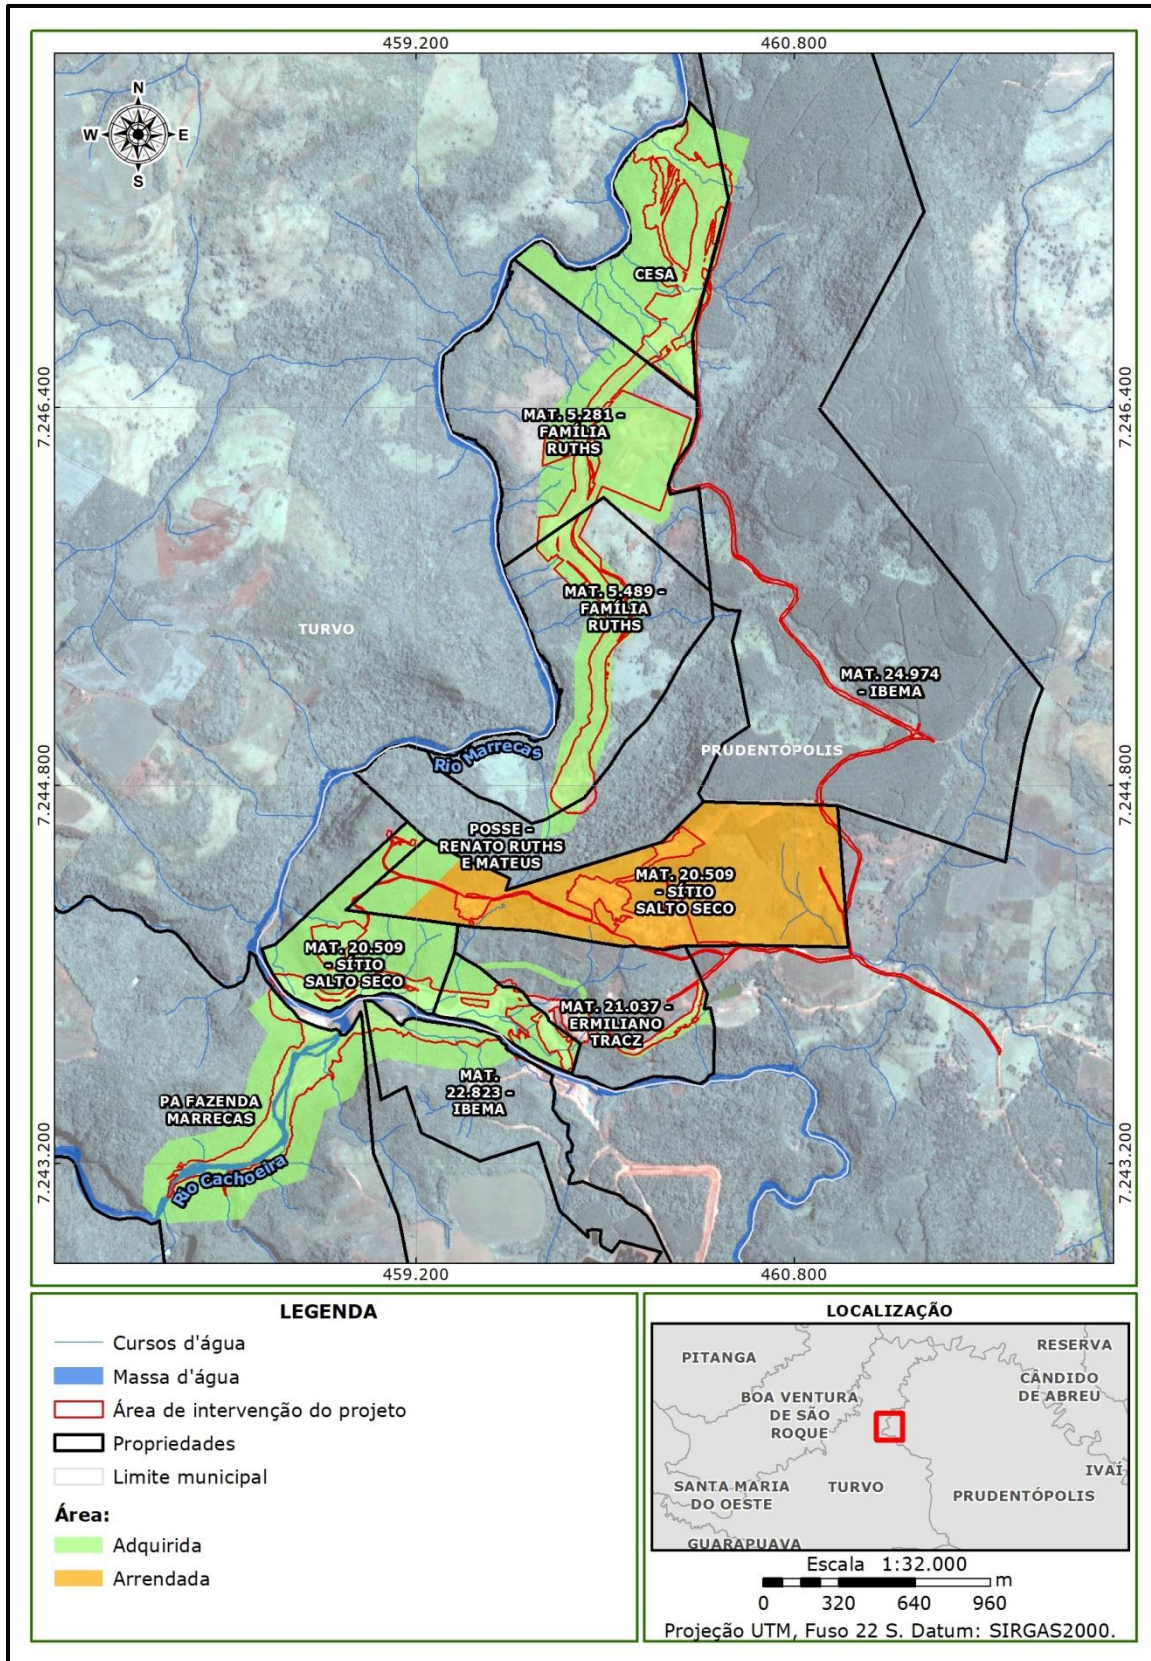 459.200
460.800
N
W
E
S
CESA
7.246.400
7.246.400
MAT. 5.281 -
FAMÍLIA
RUTHS
MAT. 5.489 -
FAMÍLIA
RUTHS
TURVO
MAT. 24.974
- IBEMA
PRUDENTÓPOLIS
Rio Marrecas
7.244.800
7.244.800
POSSE -
RENATO RUTHS
E MATEUS
MAT. 20.509
- SÍTIO
SALTO SECO
MAT. 20.509
- SÍTIO
SALTO SECO
MAT. 21.037 -
ERMILIANO
TRACZ
MAT.
22.823 -
IBEMA
PA FAZENDA
MARRECAS
Rio Cachoeira
7.243.200
7.243.200
459.200
460.800
LEGENDA
Cursos d'água
Massa d'água
Área de intervenção do projeto
Propriedades
Limite municipal
Área:
Adquirida
Arrendada
LOCALIZAÇÃO
PITANGA
RESERVA
CÂNDIDO
DE ABREU
BOA VENTURA
DE SÃO
ROQUE
IVAÍ
SANTA MARIA
DO OESTE
TURVO
PRUDENTÓPOLIS
GUARAPUAVA
Escala 1:32.000
m
0 320 640 960
Projeção UTM, Fuso 22 S. Datum: SIRGAS2000.